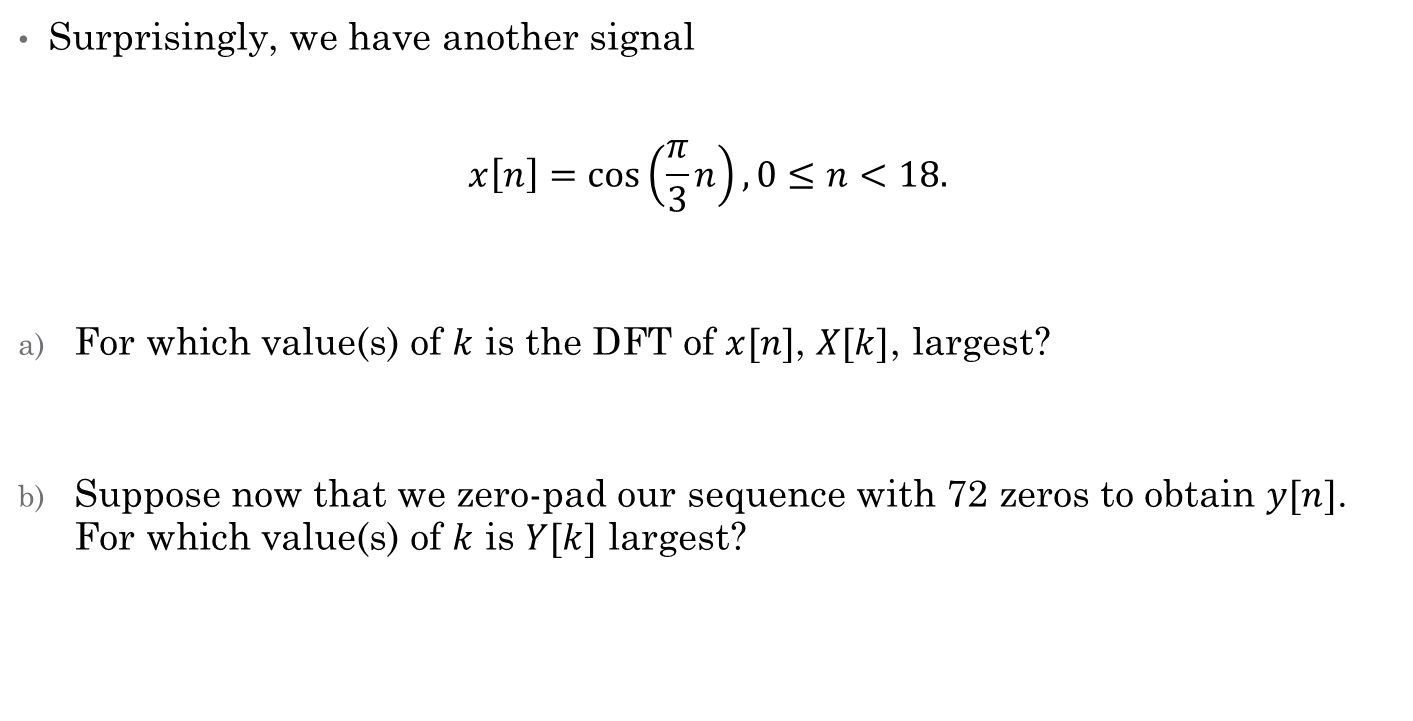 • Surprisingly, we have another signal
x[n] = cos(π/3 n), 0 ≤ n < 18.
a) For which value(s) of k is the DFT of x[n], X[k], largest?
b) Suppose now that we zero-pad our sequence with 72 zeros to obtain y[n].
For which value(s) of k is Y[k] largest?